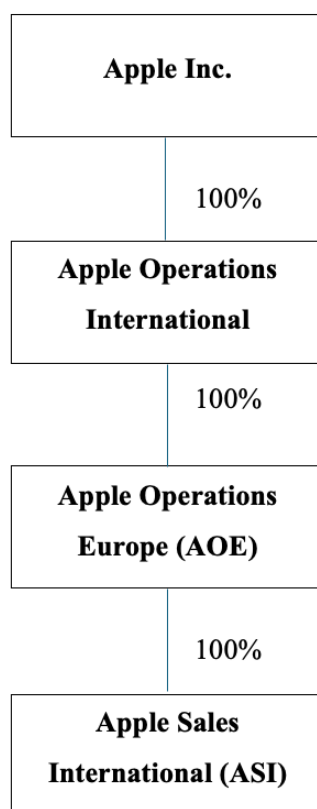 Apple Inc.
100%
Apple Operations
International
100%
Apple Operations
Europe (AOE)
100%
Apple Sales
International (ASI)